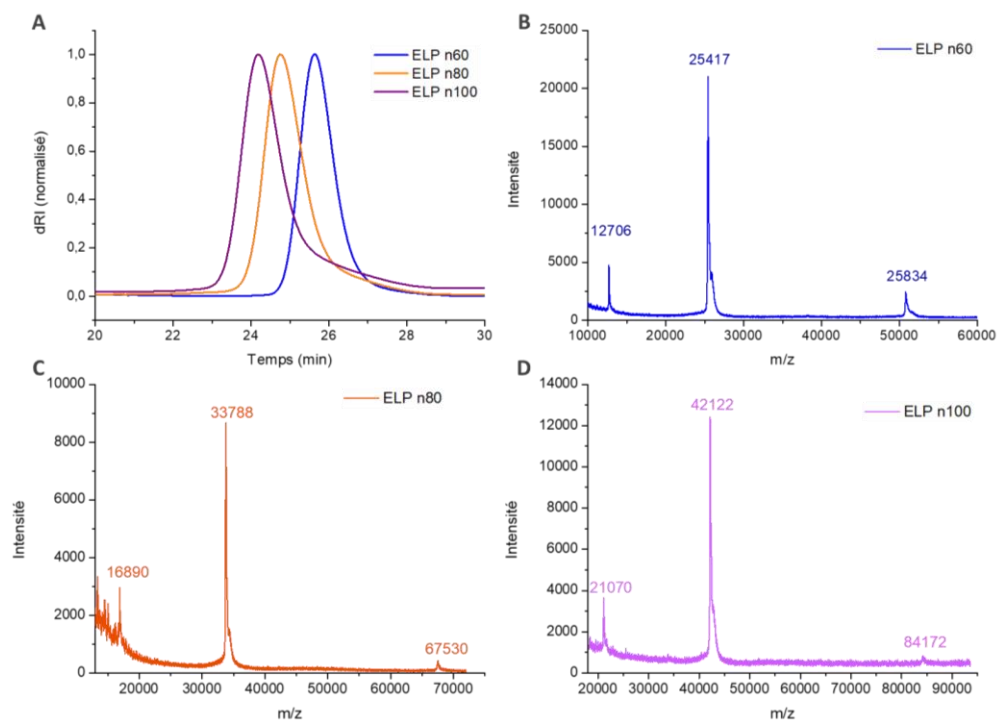 A
1,0
0,8
0,6
0,4
0,2
0,0
dRI (normalisé)
ELP n60
ELP n80
ELP n100
20 22 24 26 28 30
Temps (min)
B
25000
20000
15000
10000
5000
0
Intensité
12706
25417
25834
ELP n60
10000 20000 30000 40000 50000 60000
m/z
C
10000
8000
6000
4000
2000
0
Intensité
16890
33788
67530
ELP n80
20000 30000 40000 50000 60000 70000
m/z
D
14000
12000
10000
8000
6000
4000
2000
0
Intensité
21070
42122
84172
ELP n100
20000 30000 40000 50000 60000 70000 80000 90000
m/z